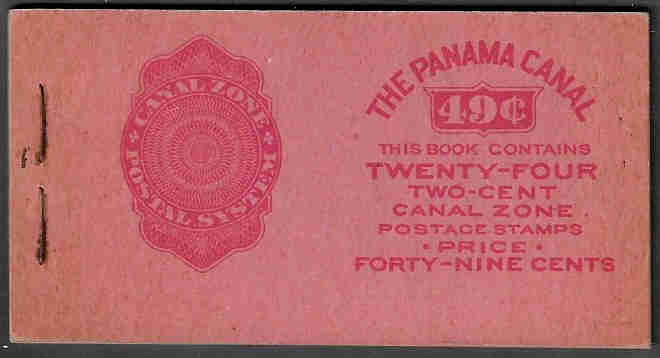 CANAL ZONE
POSTAL SYSTEM
THE PANAMA CANAL
49¢
THIS BOOK CONTAINS
TWENTY-FOUR
TWO-CENT
CANAL ZONE
POSTAGE STAMPS
• PRICE •
FORTY-NINE CENTS